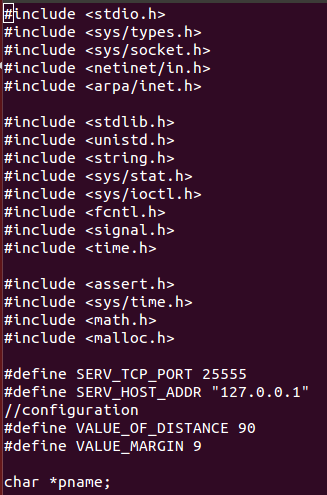 #include <stdio.h>
#include <sys/types.h>
#include <sys/socket.h>
#include <netinet/in.h>
#include <arpa/inet.h>
#include <stdlib.h>
#include <unistd.h>
#include <string.h>
#include <sys/stat.h>
#include <sys/ioctl.h>
#include <fcntl.h>
#include <signal.h>
#include <time.h>
#include <assert.h>
#include <sys/time.h>
#include <math.h>
#include <malloc.h>
#define SERV_TCP_PORT 25555
#define SERV_HOST_ADDR "127.0.0.1"
//configuration
#define VALUE_OF_DISTANCE 90
#define VALUE_MARGIN 9
char *pname;